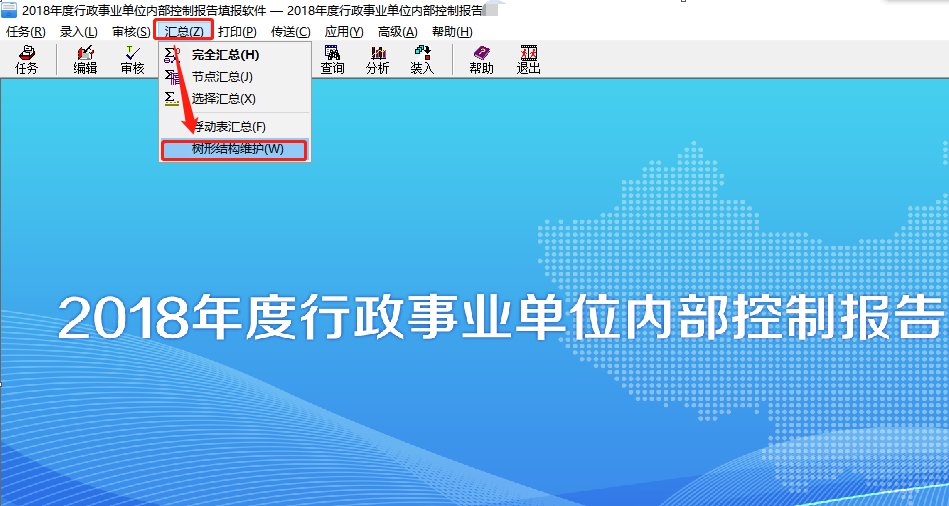 2018年度行政事业单位内部控制报告填报软件 — 2018年度行政事业单位内部控制报告
任务(R) 录入(L) 审核(S) 汇总(Z) 打印(P) 传送(C) 应用(Y) 高级(A) 帮助(H)
任务 编辑 审核 查询 分析 装入 帮助 退出
完全汇总(H)
节点汇总(J)
选择汇总(X)
浮动表汇总(F)
树形结构维护(W)
2018年度行政事业单位内部控制报告